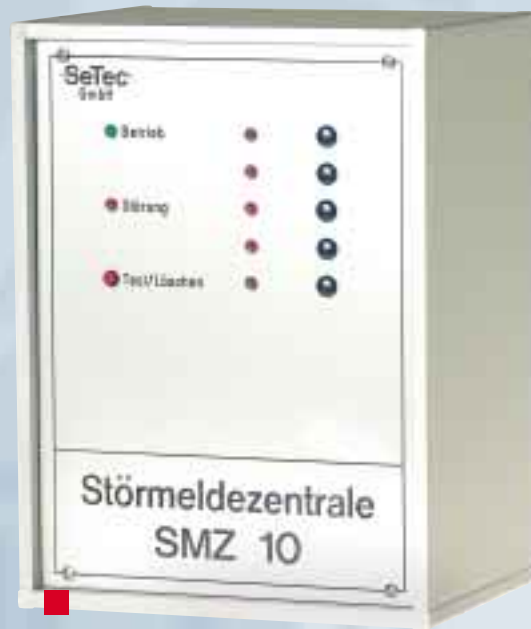 SeTec
GmbH
Betrieb
Störung
Test/Löschen
Störmeldezentrale
SMZ 10